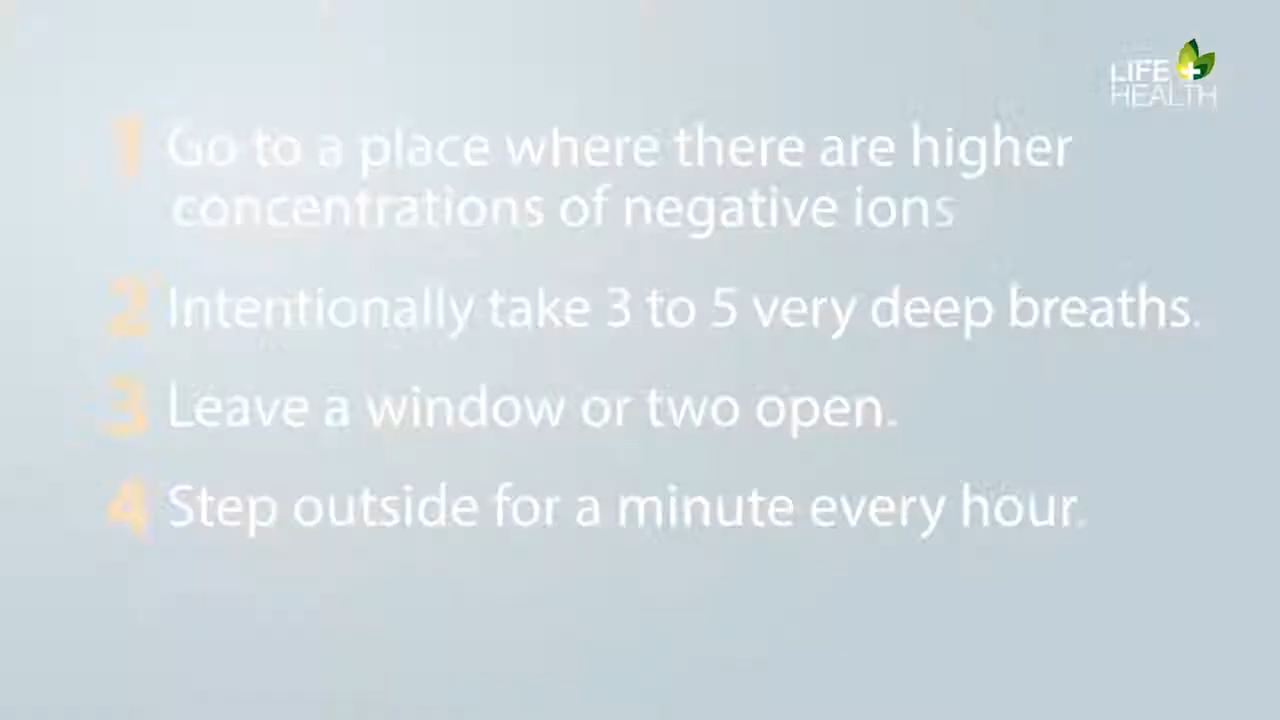 LIFE
HEALTH
1 Go to a place where there are higher
concentrations of negative ions
2 Intentionally take 3 to 5 very deep breaths.
3 Leave a window or two open.
4 Step outside for a minute every hour.